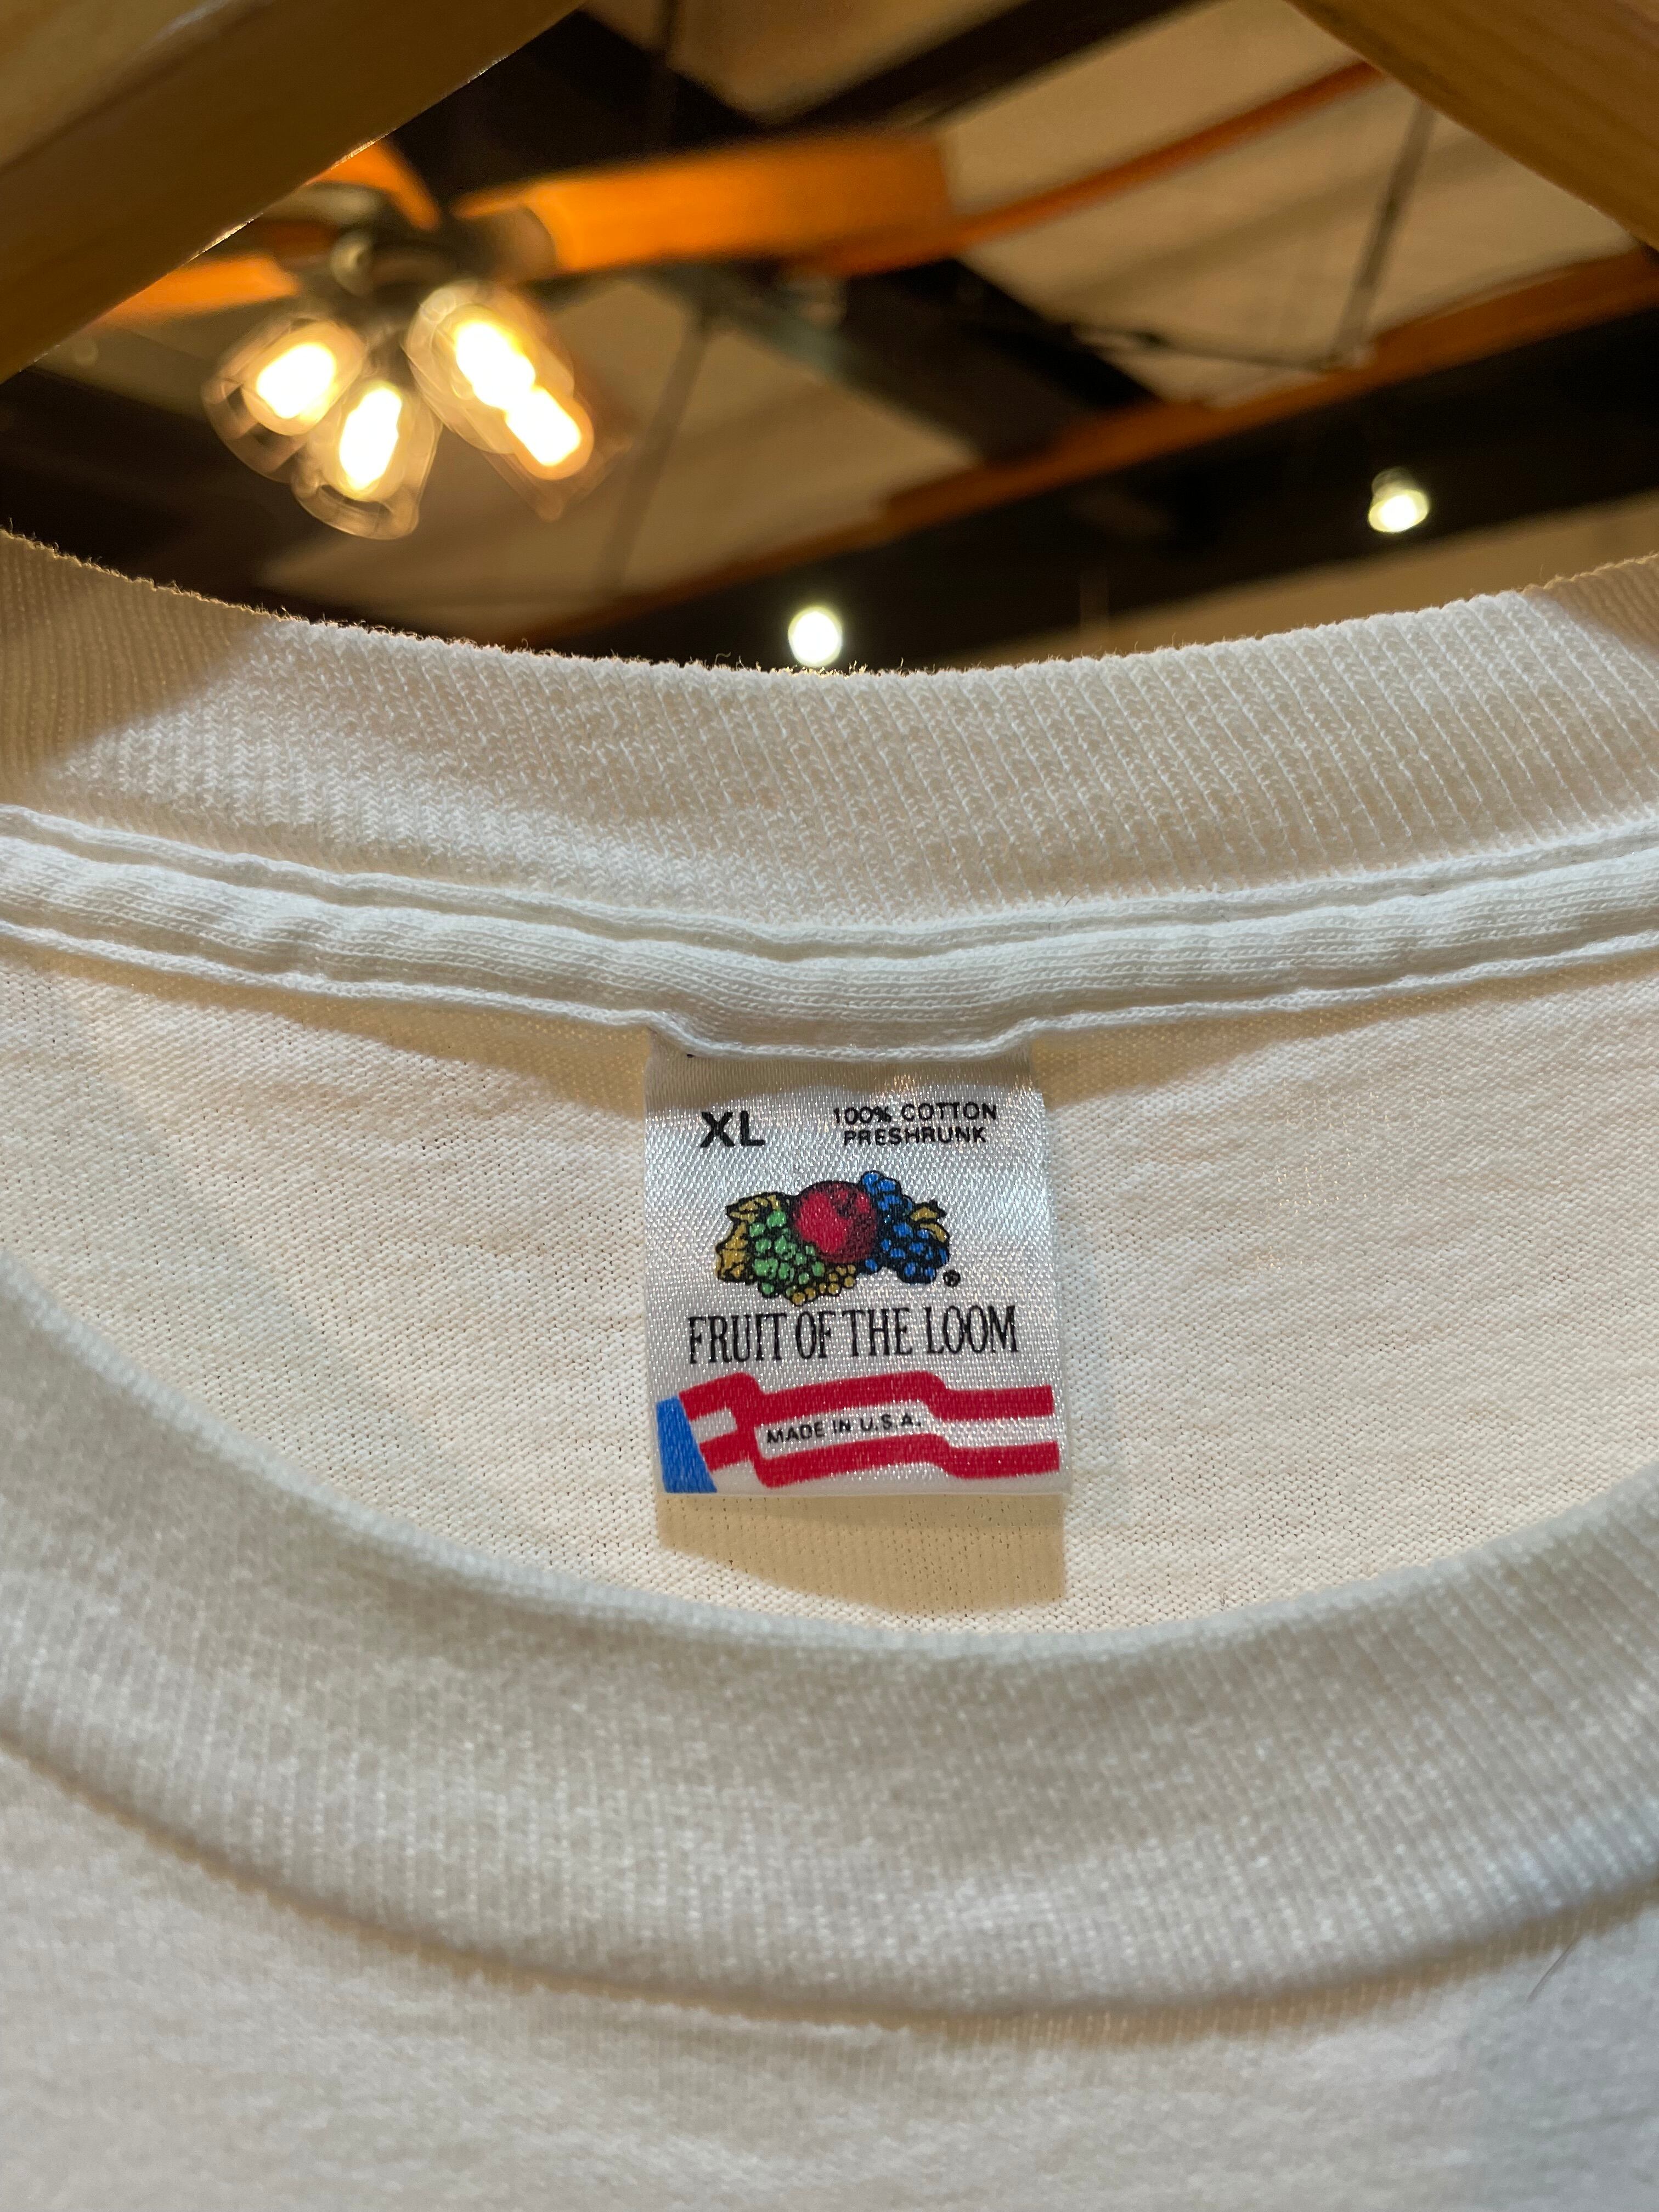 XL
100% COTTON
PRESHRUNK
®
FRUIT OF THE LOOM
MADE IN U.S.A.